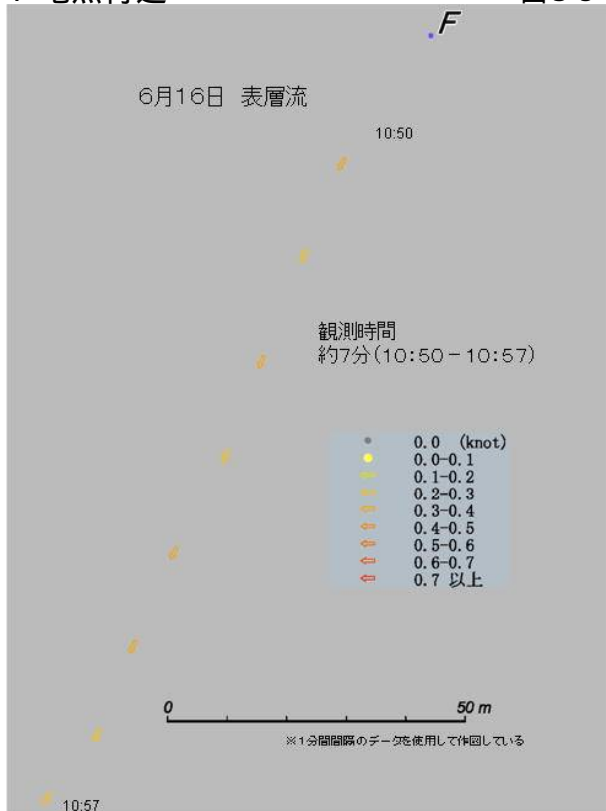 F
6月16日 表層流
10:50
観測時間
約7分(10:50-10:57)
0.0 (knot)
0.0-0.1
0.1-0.2
0.2-0.3
0.3-0.4
0.4-0.5
0.5-0.6
0.6-0.7
0.7 以上
0 50 m
※1分間間隔のデータを使用して作図している
10:57